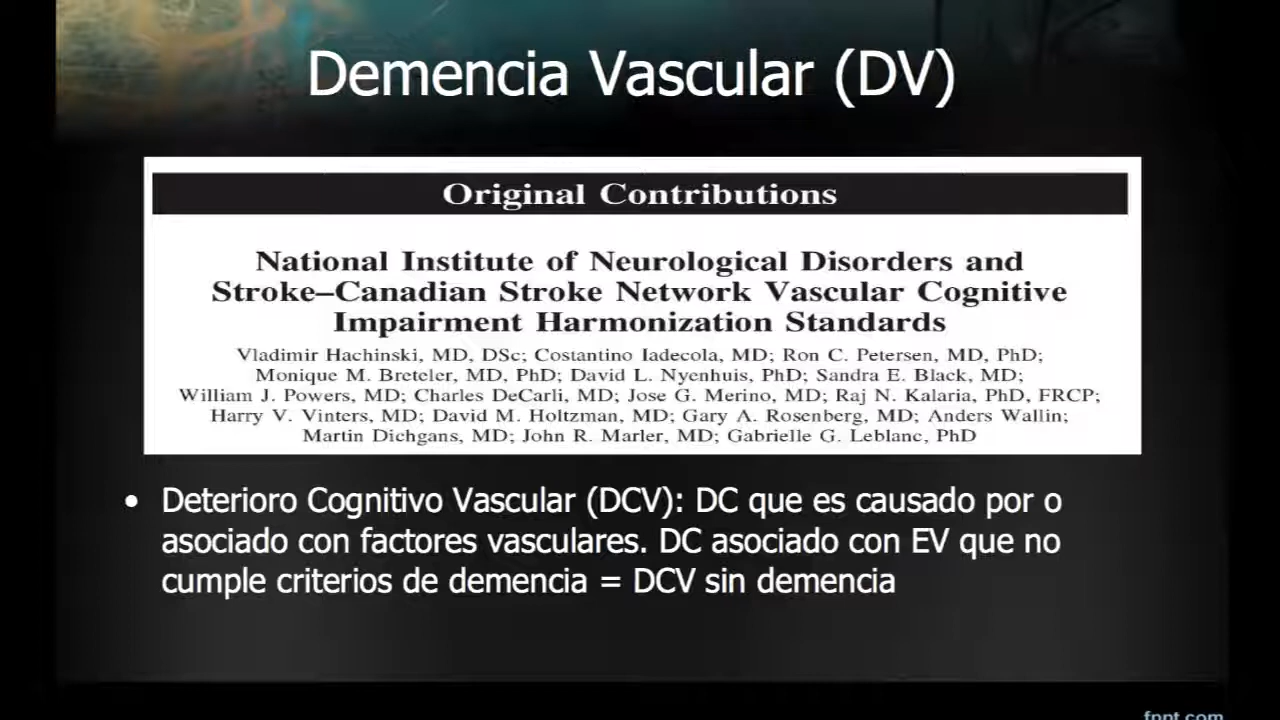 Demencia Vascular (DV)
Original Contributions
National Institute of Neurological Disorders and
Stroke–Canadian Stroke Network Vascular Cognitive
Impairment Harmonization Standards
Vladimir Hachinski, MD, DSc; Costantino Iadecola, MD; Ron C. Petersen, MD, PhD;
Monique M. Breteler, MD, PhD; David L. Nyenhuis, PhD; Sandra E. Black, MD;
William J. Powers, MD; Charles DeCarli, MD; Jose G. Merino, MD; Raj N. Kalaria, PhD, FRCP;
Harry V. Vinters, MD; David M. Holtzman, MD; Gary A. Rosenberg, MD; Anders Wallin;
Martin Dichgans, MD; John R. Marler, MD; Gabrielle G. Leblanc, PhD
• Deterioro Cognitivo Vascular (DCV): DC que es causado por o
asociado con factores vasculares. DC asociado con EV que no
cumple criterios de demencia = DCV sin demencia
fppt.com